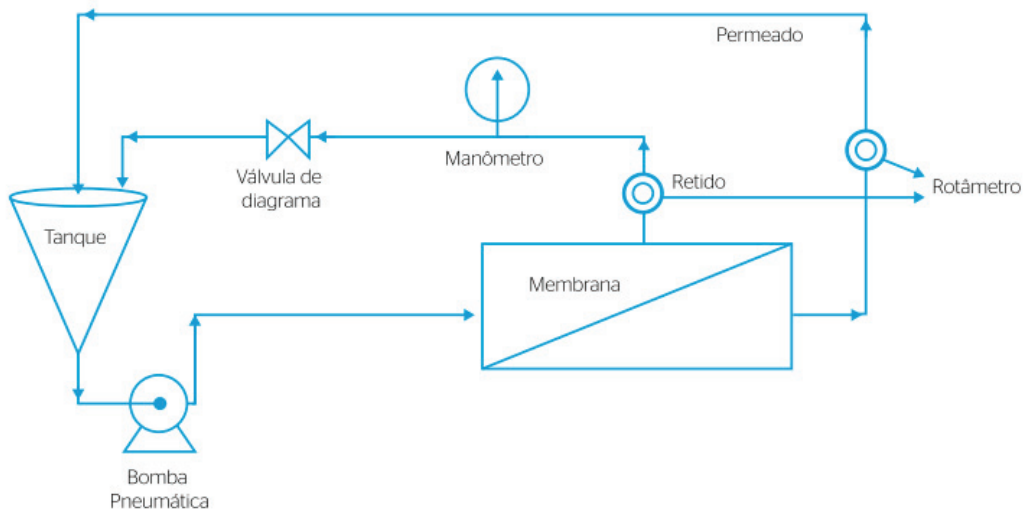 Permeado
Manômetro
Válvula de
diagrama
Retido
Rotâmetro
Tanque
Membrana
Bomba
Pneumática